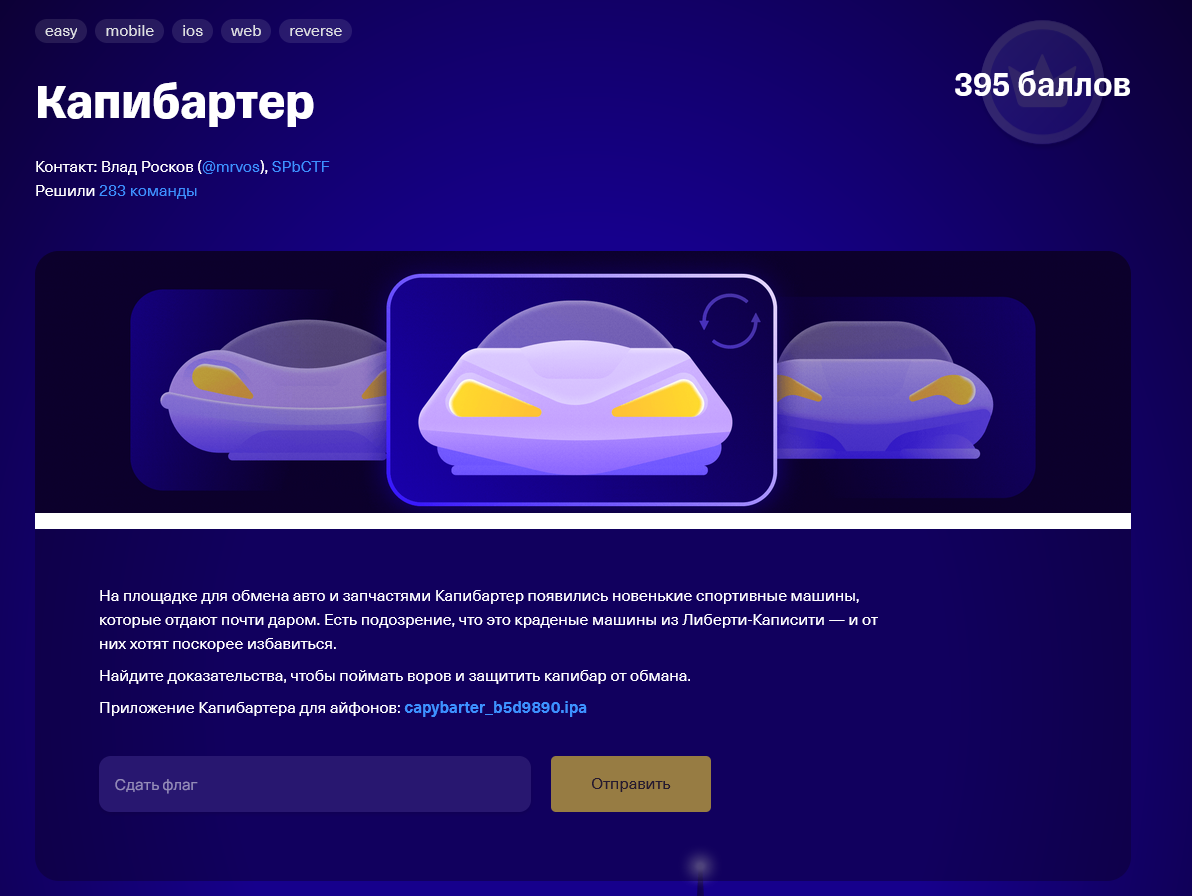 easy mobile ios web reverse
Капибартер
395 баллов
Контакт: Влад Росков (@mrvos), SPbCTF
Решили 283 команды
На площадке для обмена авто и запчастями Капибартер появились новенькие спортивные машины,
которые отдают почти даром. Есть подозрение, что это краденые машины из Либерти-Каписити — и от
них хотят поскорее избавиться.
Найдите доказательства, чтобы поймать воров и защитить капибар от обмана.
Приложение Капибартера для айфонов: capybarter_b5d9890.ipa
Сдать флаг
Отправить